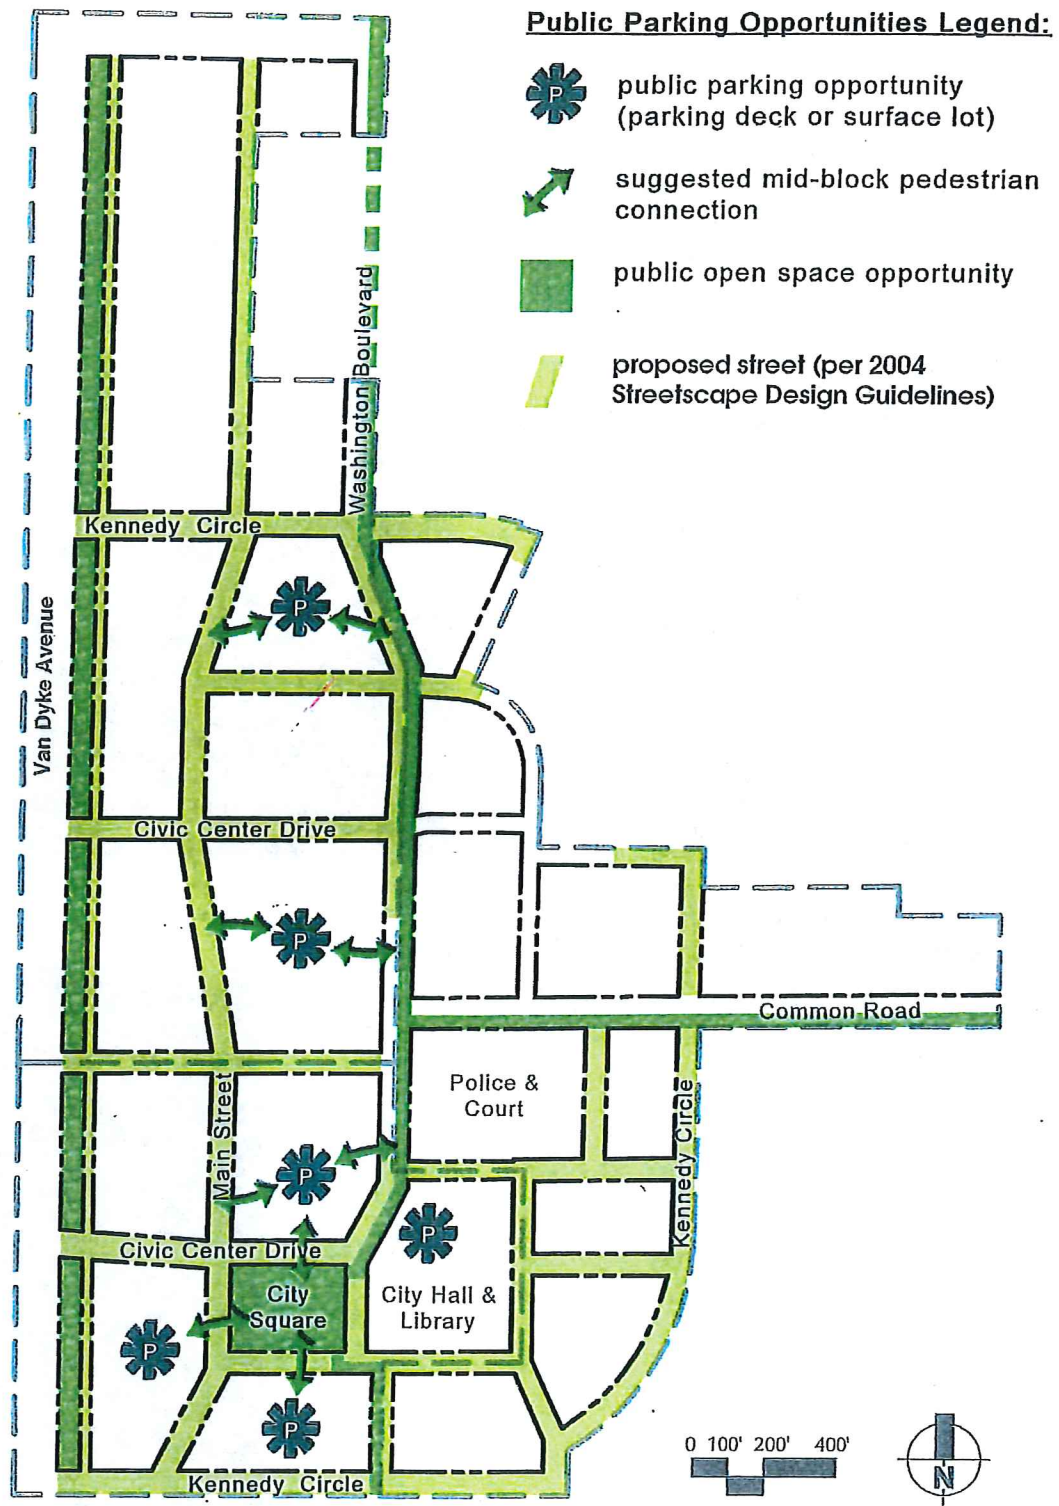 Public Parking Opportunities Legend:
P
public parking opportunity
(parking deck or surface lot)
suggested mid-block pedestrian
connection
public open space opportunity
proposed street (per 2004
Streetscape Design Guidelines)
Washington Boulevard
Kennedy Circle
P
Van Dyke Avenue
Civic Center Drive
P
Common Road
Police &
Court
Main Street
Kennedy Circle
P
P
Civic Center Drive
City
Square
City Hall &
Library
P
P
Kennedy Circle
0 100' 200' 400'
N